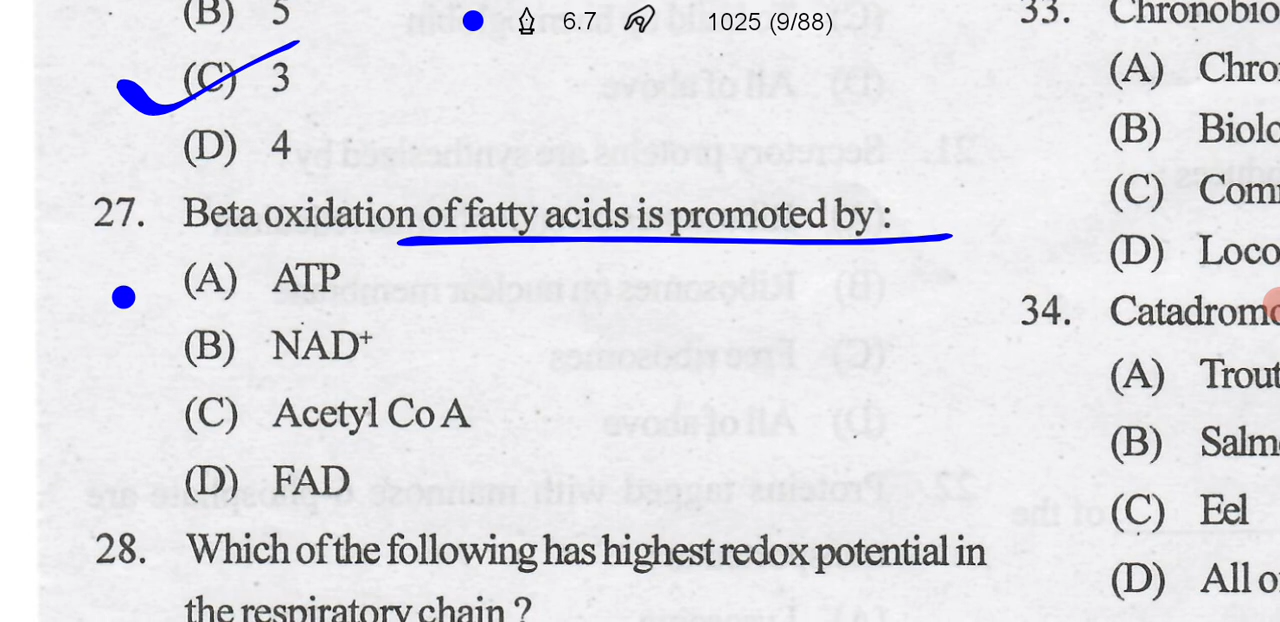 6.7 1025 (9/88)
(B) 5
(C) 3
(D) 4
27. Beta oxidation of fatty acids is promoted by :
(A) ATP
(B) NAD⁺
(C) Acetyl Co A
(D) FAD
28. Which of the following has highest redox potential in
the respiratory chain ?
33. Chronobio
(A) Chro
(B) Biolo
(C) Com
(D) Loco
34. Catadromo
(A) Trout
(B) Salm
(C) Eel
(D) All o